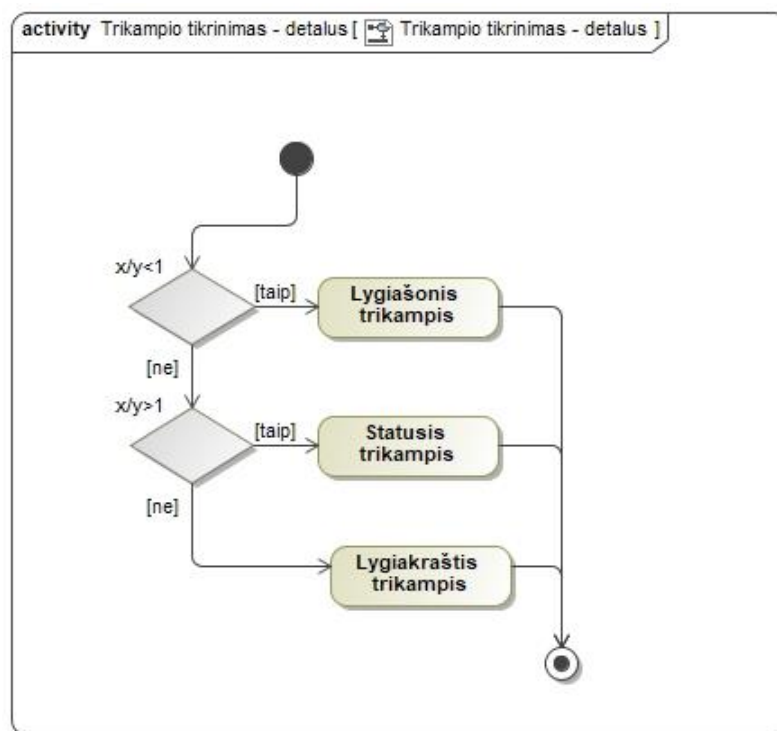 activity Trikampio tikrinimas - detalus [ Trikampio tikrinimas - detalus ]
x/y<1
[taip]
Lygiašonis
trikampis
[ne]
x/y>1
[taip]
Statusis
trikampis
[ne]
Lygiakraštis
trikampis